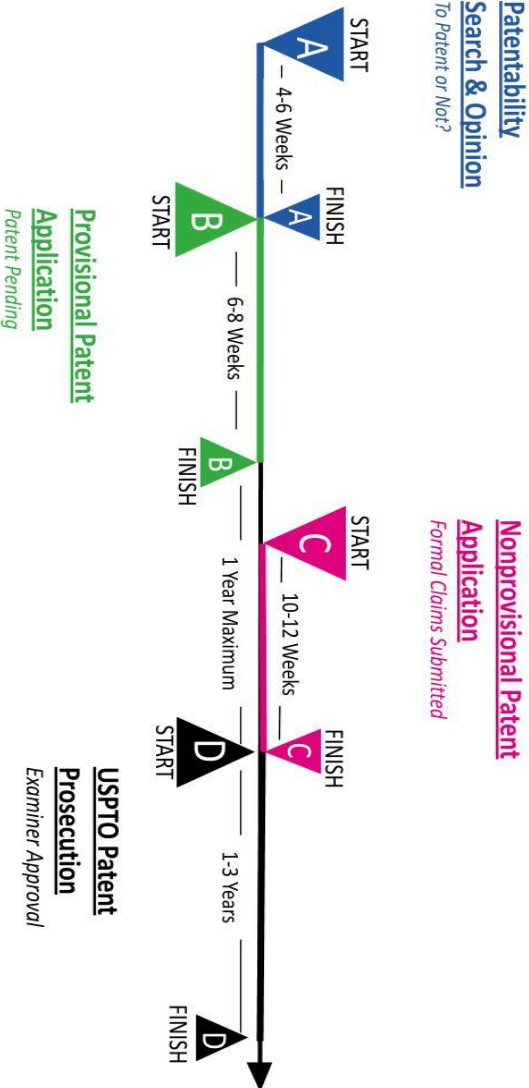 Patentability
Search & Opinion
To Patent or Not?
Nonprovisional Patent
Application
Formal Claims Submitted
START
A
FINISH
A
START
C
FINISH
C
4-6 Weeks
10-12 Weeks
6-8 Weeks
1 Year Maximum
1-3 Years
B
START
B
FINISH
D
START
D
FINISH
Provisional Patent
Application
Patent Pending
USPTO Patent
Prosecution
Examiner Approval